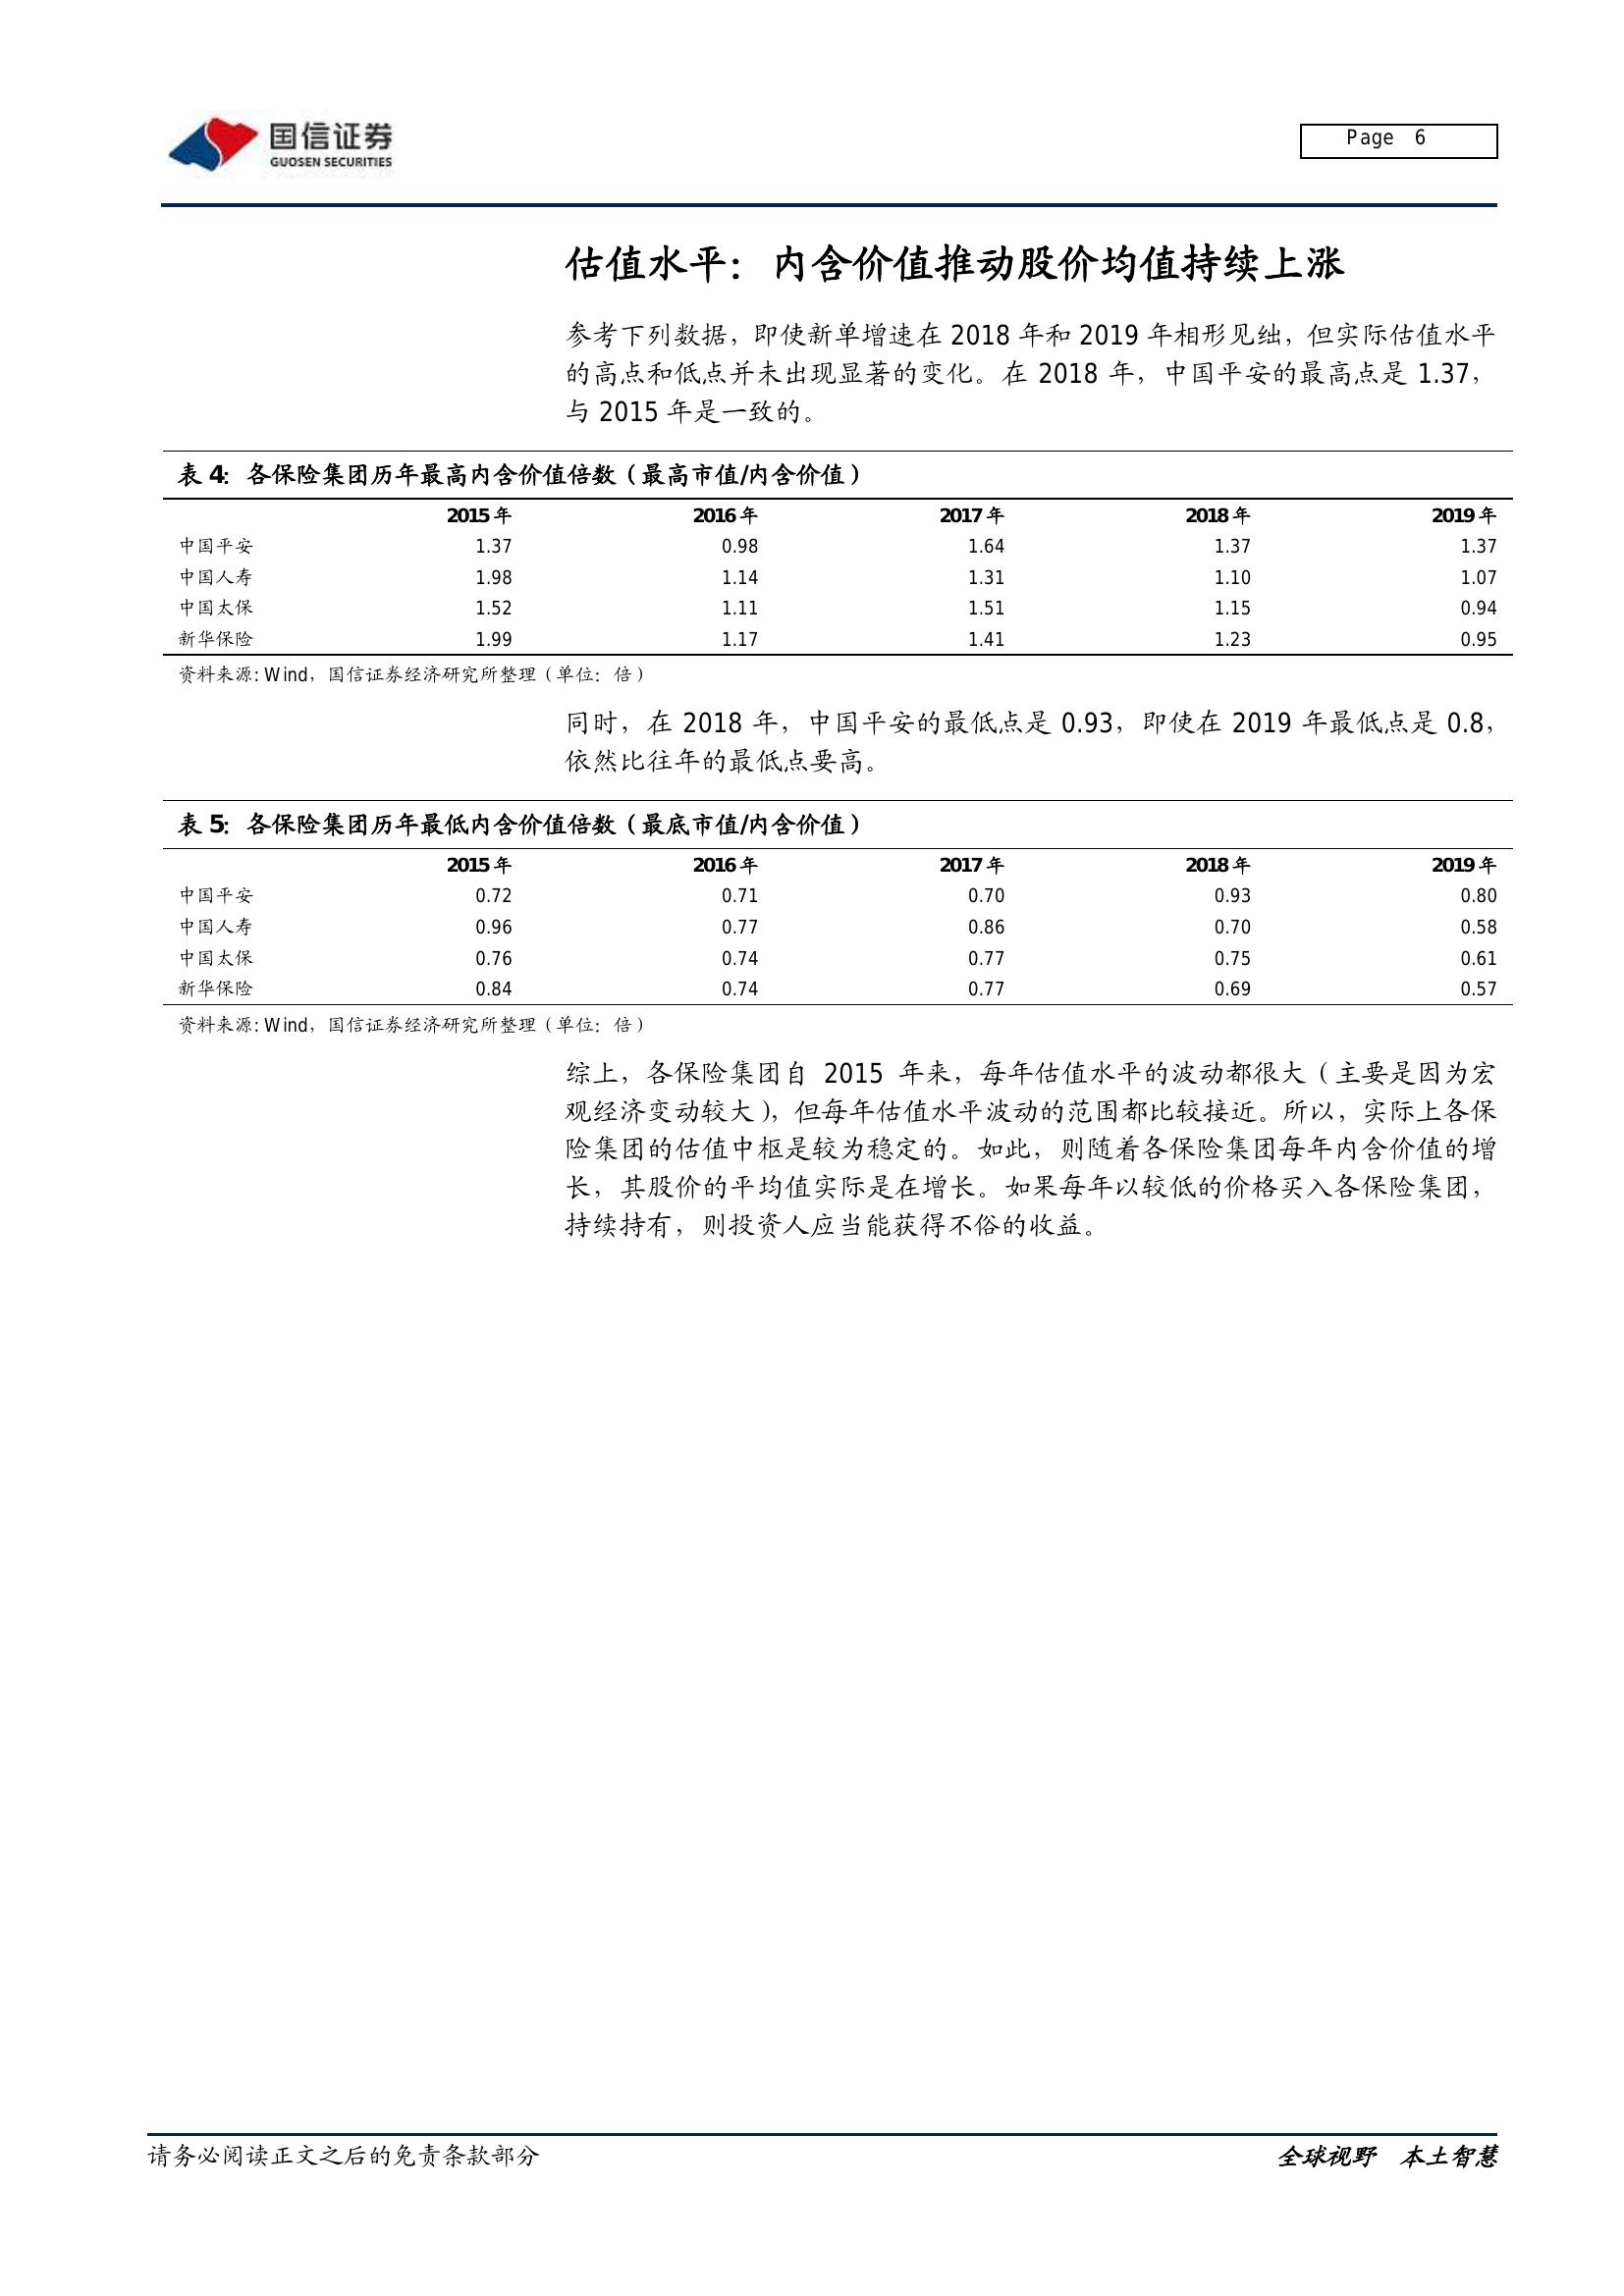 国信证券
GUOSEN SECURITIES
Page 6
估值水平：内含价值推动股价均值持续上涨
参考下列数据，即使新单增速在 2018 年和 2019 年相形见绌，但实际估值水平
的高点和低点并未出现显著的变化。在 2018 年，中国平安的最高点是 1.37，
与 2015 年是一致的。
表 4：各保险集团历年最高内含价值倍数（最高市值/内含价值）
2015 年 2016 年 2017 年 2018 年 2019 年
中国平安 1.37 0.98 1.64 1.37 1.37
中国人寿 1.98 1.14 1.31 1.10 1.07
中国太保 1.52 1.11 1.51 1.15 0.94
新华保险 1.99 1.17 1.41 1.23 0.95
资料来源: Wind，国信证券经济研究所整理（单位：倍）
同时，在 2018 年，中国平安的最低点是 0.93，即使在 2019 年最低点是 0.8，
依然比往年的最低点要高。
表 5：各保险集团历年最低内含价值倍数（最底市值/内含价值）
2015 年 2016 年 2017 年 2018 年 2019 年
中国平安 0.72 0.71 0.70 0.93 0.80
中国人寿 0.96 0.77 0.86 0.70 0.58
中国太保 0.76 0.74 0.77 0.75 0.61
新华保险 0.84 0.74 0.77 0.69 0.57
资料来源: Wind，国信证券经济研究所整理（单位：倍）
综上，各保险集团自 2015 年来，每年估值水平的波动都很大（主要是因为宏
观经济变动较大），但每年估值水平波动的范围都比较接近。所以，实际上各保
险集团的估值中枢是较为稳定的。如此，则随着各保险集团每年内含价值的增
长，其股价的平均值实际是在增长。如果每年以较低的价格买入各保险集团，
持续持有，则投资人应当能获得不俗的收益。
请务必阅读正文之后的免责条款部分
全球视野 本土智慧